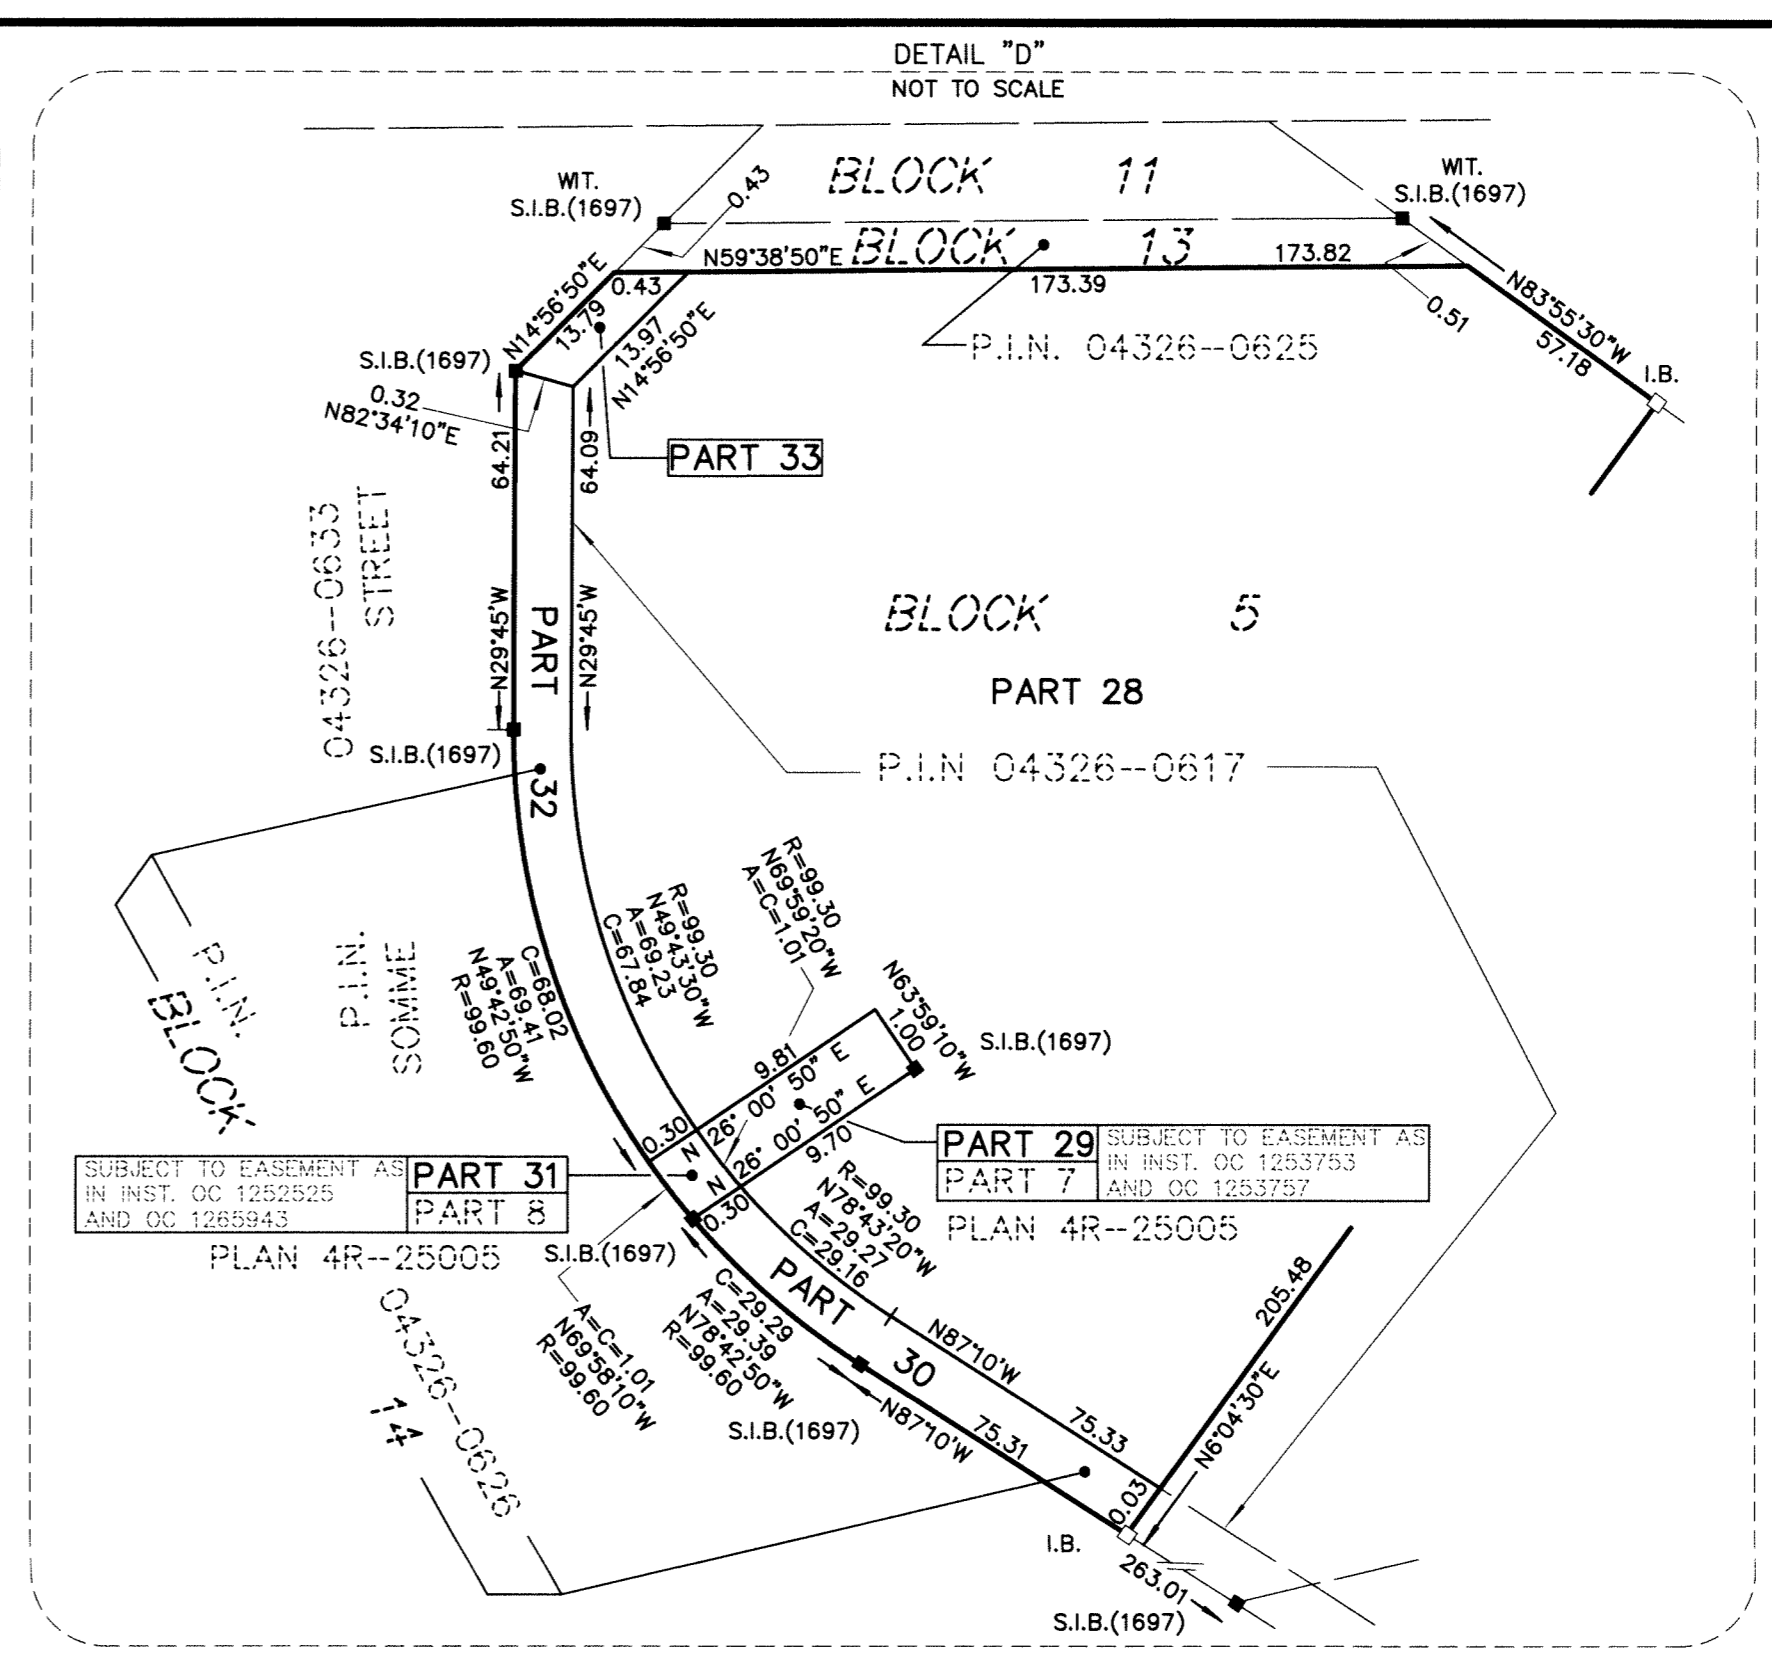 DETAIL "D"
NOT TO SCALE
BLOCK 11
WIT.
S.I.B.(1697)
0.43
WIT.
S.I.B.(1697)
N59°38'50"E
BLOCK 13
173.82
173.39
0.51
N83°55'30"W
57.18
I.B.
N14°56'50"E
0.43
13.79
13.97
N14°56'50"E
P.I.N. 04326--0625
S.I.B.(1697)
0.32
N82°34'10"E
64.21
64.09
PART 33
04326--0633
STREET
N29°45'W
PART
N29°45'W
BLOCK 5
PART 28
S.I.B.(1697)
32
P.I.N 04326--0617
R=99.30
N69°59'20"W
A=C=1.01
R=99.30
N49°43'30"W
A=69.23
C=67.84
P.I.N.
BLOCK
P.I.N.
SOMME
C=68.02
A=69.41
N49°42'50"W
R=99.60
N63°59'10"W
1.00
S.I.B.(1697)
9.81
0.30
N 26° 00' 50" E
N 26° 00' 50" E
9.70
0.30
SUBJECT TO EASEMENT AS
IN INST. OC 1252525
AND OC 1265943
PART 31
PART 8
PLAN 4R--25005
PART 29
PART 7
SUBJECT TO EASEMENT AS
IN INST. OC 1253753
AND OC 1253757
PLAN 4R--25005
S.I.B.(1697)
R=99.30
N78°43'20"W
A=29.27
C=29.16
A=C=1.01
N69°58'10"W
R=99.60
C=29.29
A=29.39
N78°42'50"W
R=99.60
PART
30
N87°10'W
75.33
205.48
N6°04'30"E
04326--0626
14
S.I.B.(1697)
N87°10'W
75.31
0.03
I.B.
263.01
S.I.B.(1697)